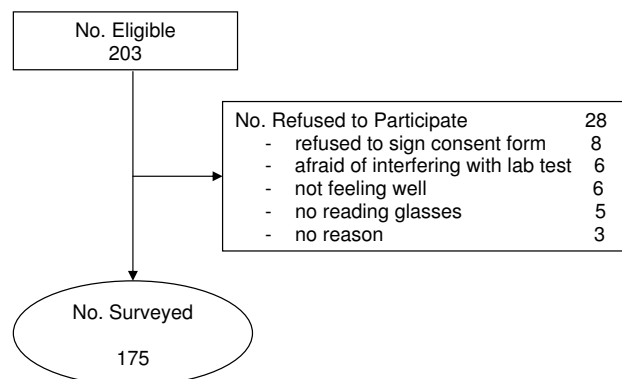 No. Eligible
203
No. Refused to Participate 28
- refused to sign consent form 8
- afraid of interfering with lab test 6
- not feeling well 6
- no reading glasses 5
- no reason 3
No. Surveyed
175